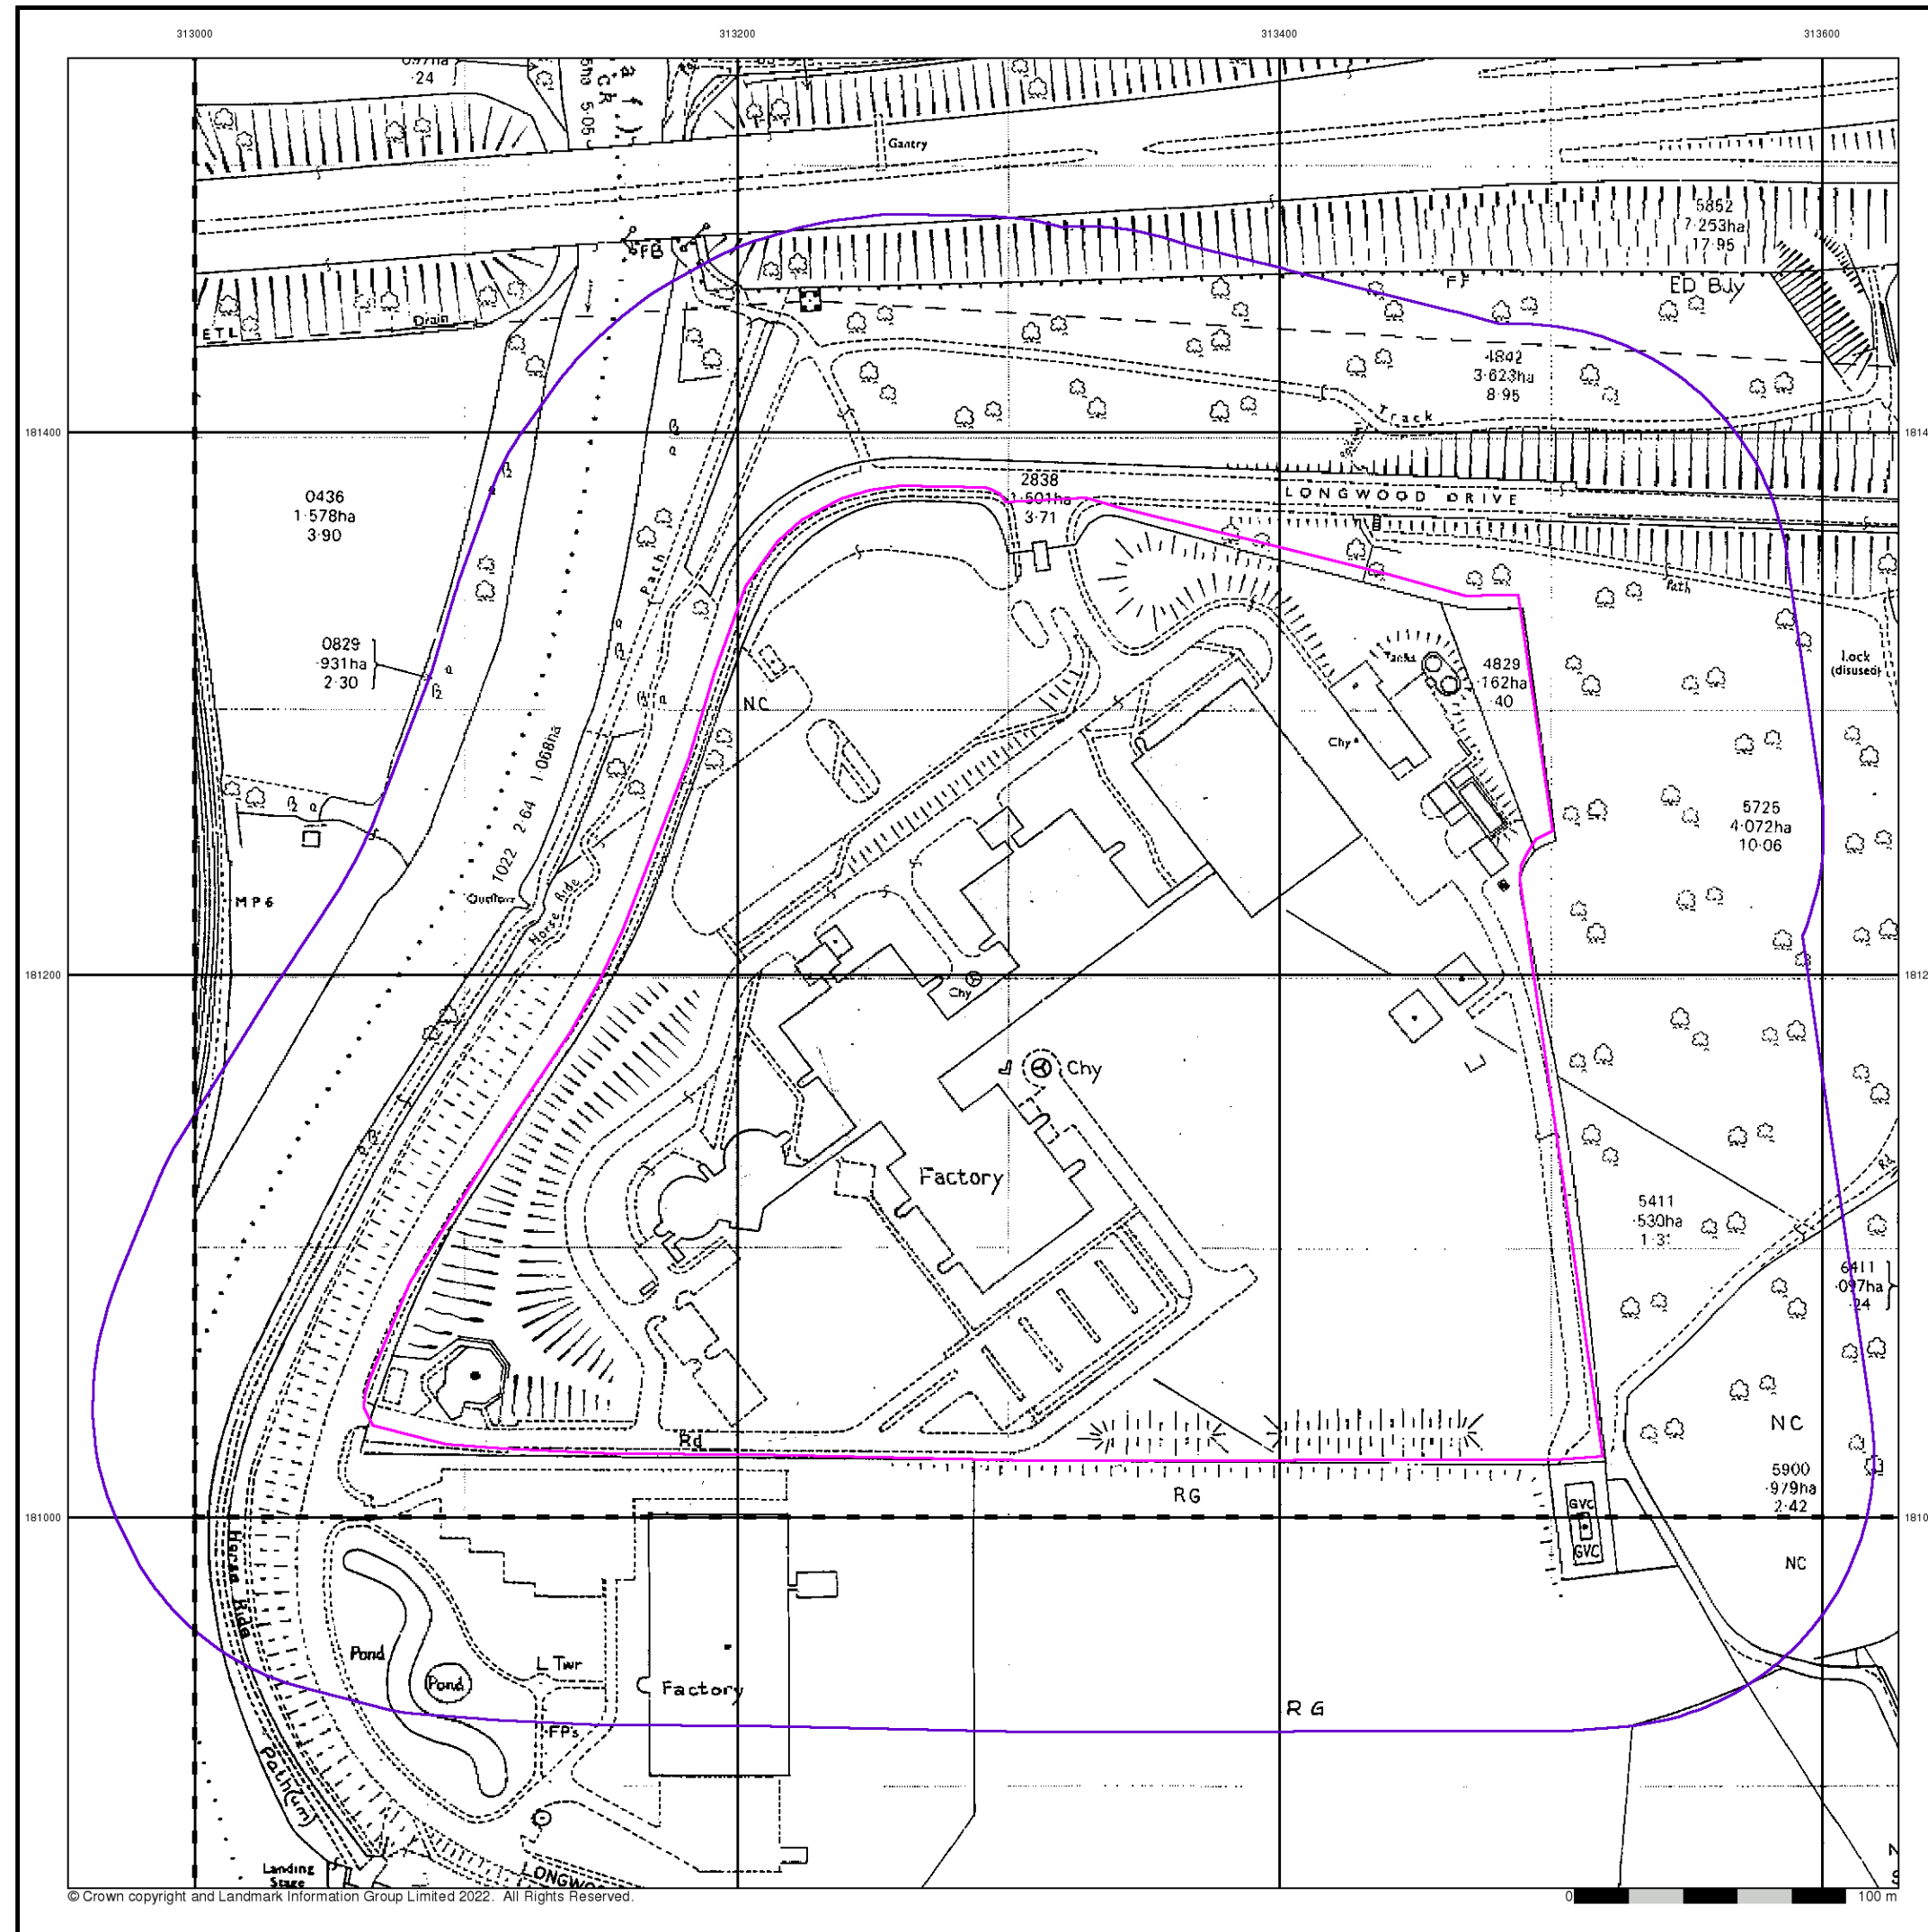 313000
313200
313400
313600
·24
Gantry
FB
5852
7·253ha
17·95
FF
ED Bdy
ETL
Drain
4842
3·623ha
8·95
Track
181400
LONGWOOD DRIVE
2838
1·501ha
3·71
0436
1·578ha
3·90
Path
Path
0829
·931ha
2·30
Tanks
4829
·162ha
·40
Lock
(disused)
NC
Chy
1022 2·64 1·068ha
5725
4·072ha
10·06
MP6
Outfall
Horse Ride
181200
Chy
Chy
Factory
Rd
5411
·530ha
1·31
6411
·097ha
·24
NC
Rd
RG
5900
·979ha
2·42
181000
GVC
GVC
NC
Horse Ride
Pond
Pond
L Twr
Factory
FPs
RG
Path (um)
Landing
Stage
© Crown copyright and Landmark Information Group Limited 2022. All Rights Reserved.
0
100 m